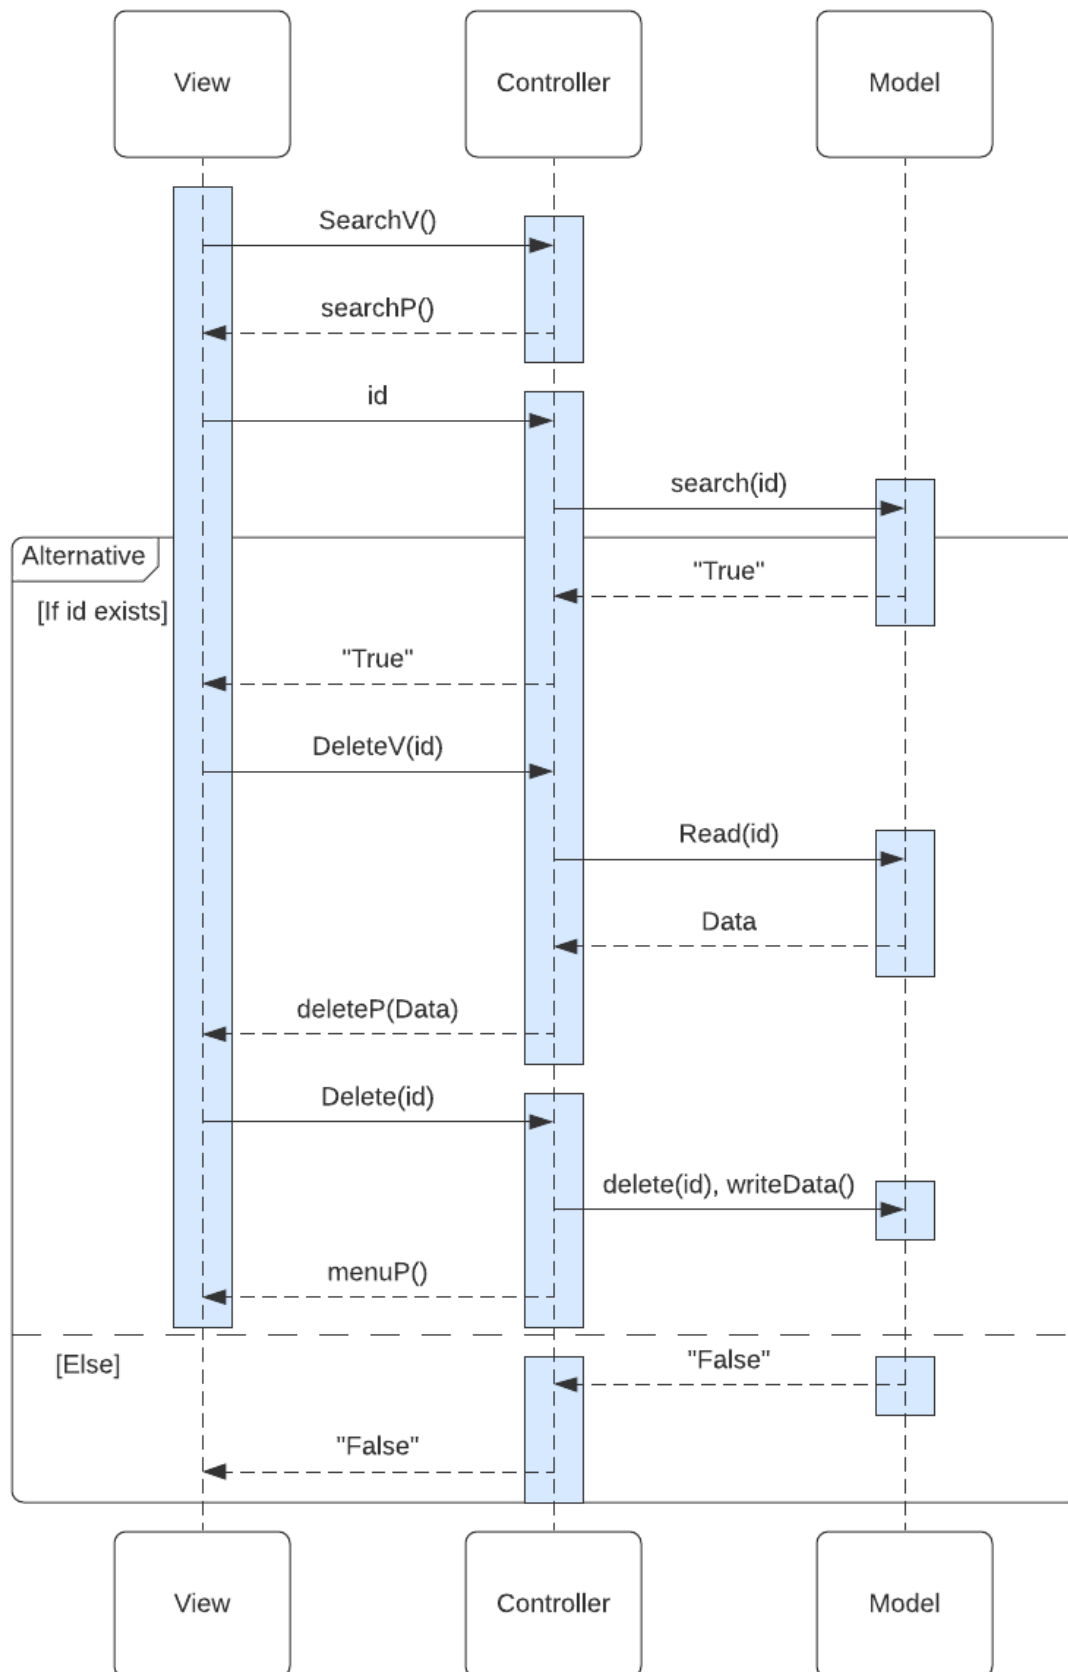 View
Controller
Model
SearchV()
searchP()
id
search(id)
Alternative
"True"
[If id exists]
"True"
DeleteV(id)
Read(id)
Data
deleteP(Data)
Delete(id)
delete(id), writeData()
menuP()
"False"
[Else]
"False"
View
Controller
Model